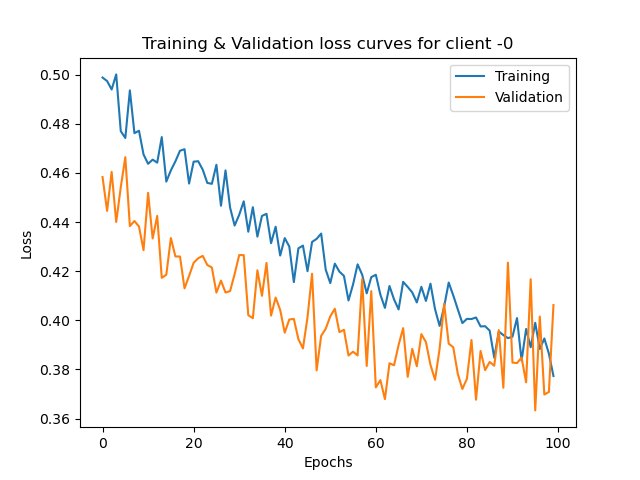 Training & Validation loss curves for client -0
Training
Validation
Loss
0.50
0.48
0.46
0.44
0.42
0.40
0.38
0.36
0
20
40
60
80
100
Epochs